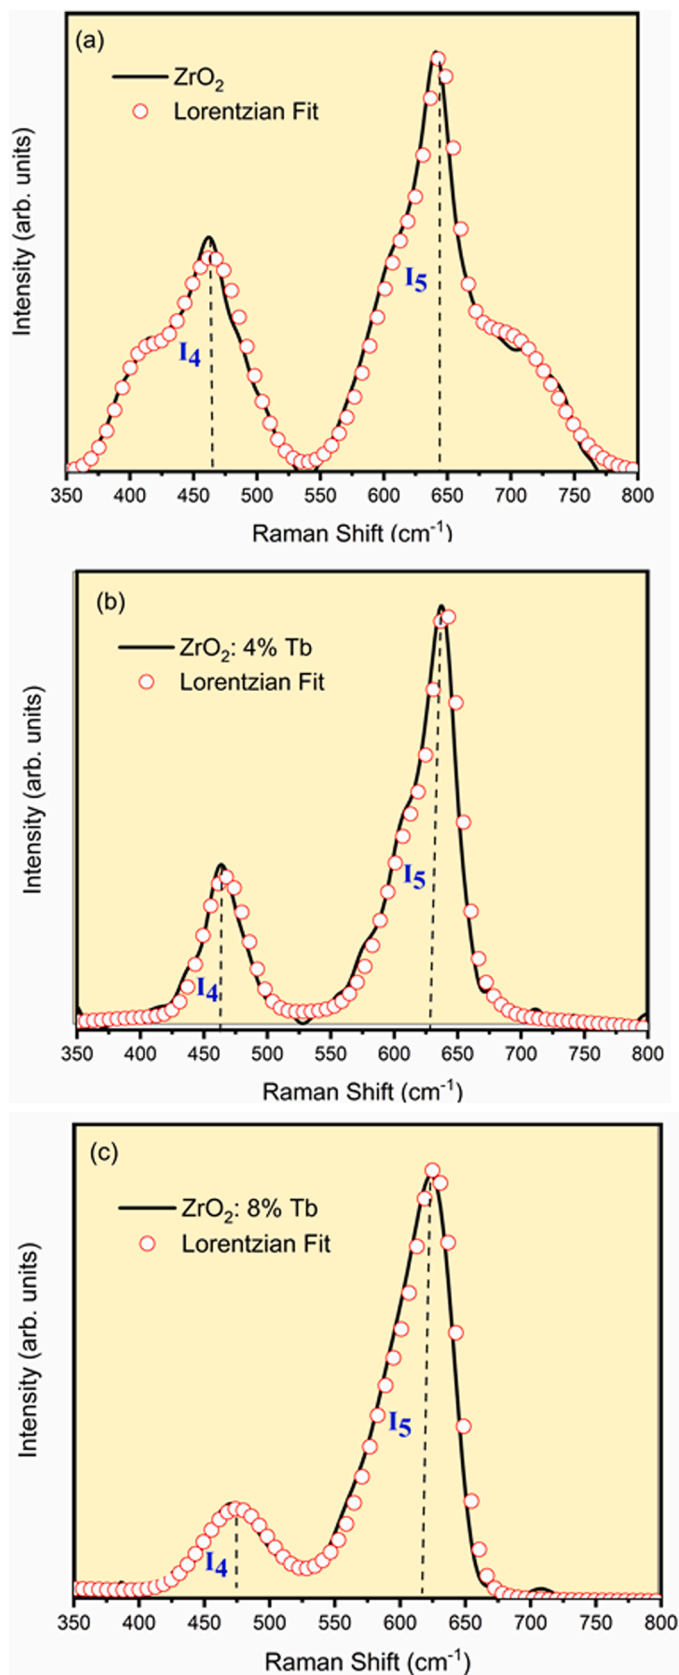 (a)
ZrO₂
Lorentzian Fit
Intensity (arb. units)
I₅
I₄
350 400 450 500 550 600 650 700 750 800
Raman Shift (cm⁻¹)
(b)
ZrO₂: 4% Tb
Lorentzian Fit
Intensity (arb. units)
I₅
I₄
350 400 450 500 550 600 650 700 750 800
Raman Shift (cm⁻¹)
(c)
ZrO₂: 8% Tb
Lorentzian Fit
Intensity (arb. units)
I₅
I₄
350 400 450 500 550 600 650 700 750 800
Raman Shift (cm⁻¹)